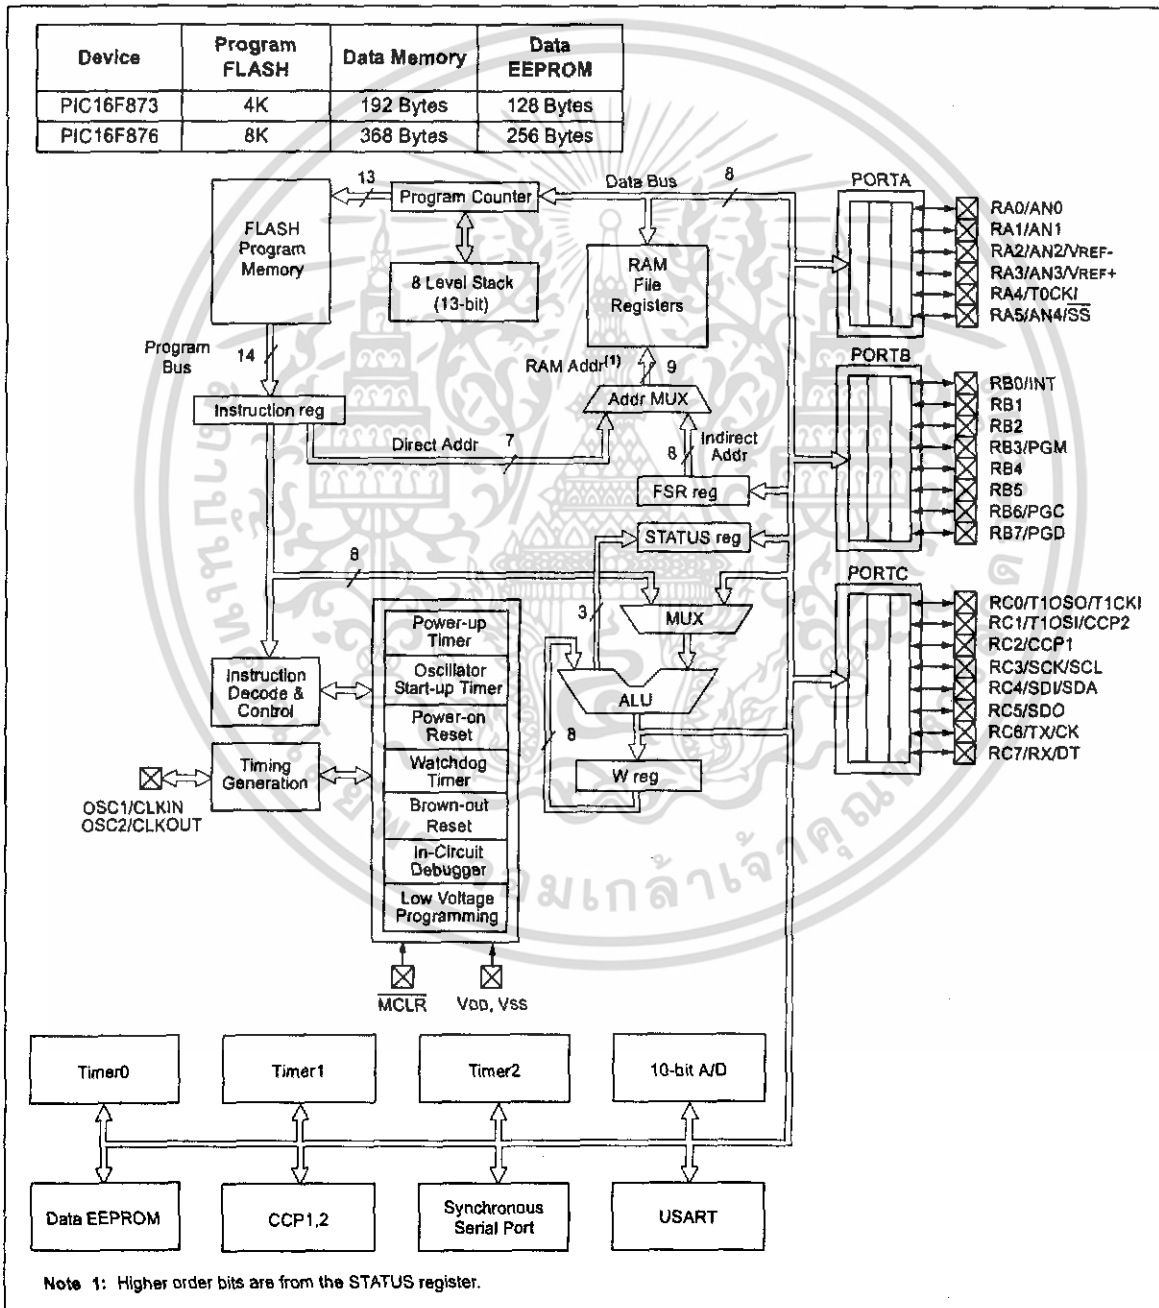 Device Program FLASH Data Memory Data EEPROM
PIC16F873 4K 192 Bytes 128 Bytes
PIC16F876 8K 368 Bytes 256 Bytes
13
Program Counter
Data Bus
8
PORTA
FLASH
Program
Memory
8 Level Stack
(13-bit)
RAM
File
Registers
RA0/AN0
RA1/AN1
RA2/AN2/VREF-
RA3/AN3/VREF+
RA4/T0CKI
RA5/AN4/SS
Program
Bus
14
RAM Addr(1)
9
PORTB
Instruction reg
Addr MUX
Direct Addr
7
8
Indirect
Addr
FSR reg
STATUS reg
RB0/INT
RB1
RB2
RB3/PGM
RB4
RB5
RB6/PGC
RB7/PGD
8
3
MUX
PORTC
Power-up
Timer
Oscillator
Start-up Timer
Power-on
Reset
Watchdog
Timer
Brown-out
Reset
In-Circuit
Debugger
Low Voltage
Programming
Instruction
Decode &
Control
Timing
Generation
ALU
8
W reg
RC0/T1OSO/T1CKI
RC1/T1OSI/CCP2
RC2/CCP1
RC3/SCK/SCL
RC4/SDI/SDA
RC5/SDO
RC6/TX/CK
RC7/RX/DT
OSC1/CLKIN
OSC2/CLKOUT
MCLR
VDD, VSS
Timer0
Timer1
Timer2
10-bit A/D
Data EEPROM
CCP1,2
Synchronous
Serial Port
USART
Note 1: Higher order bits are from the STATUS register.